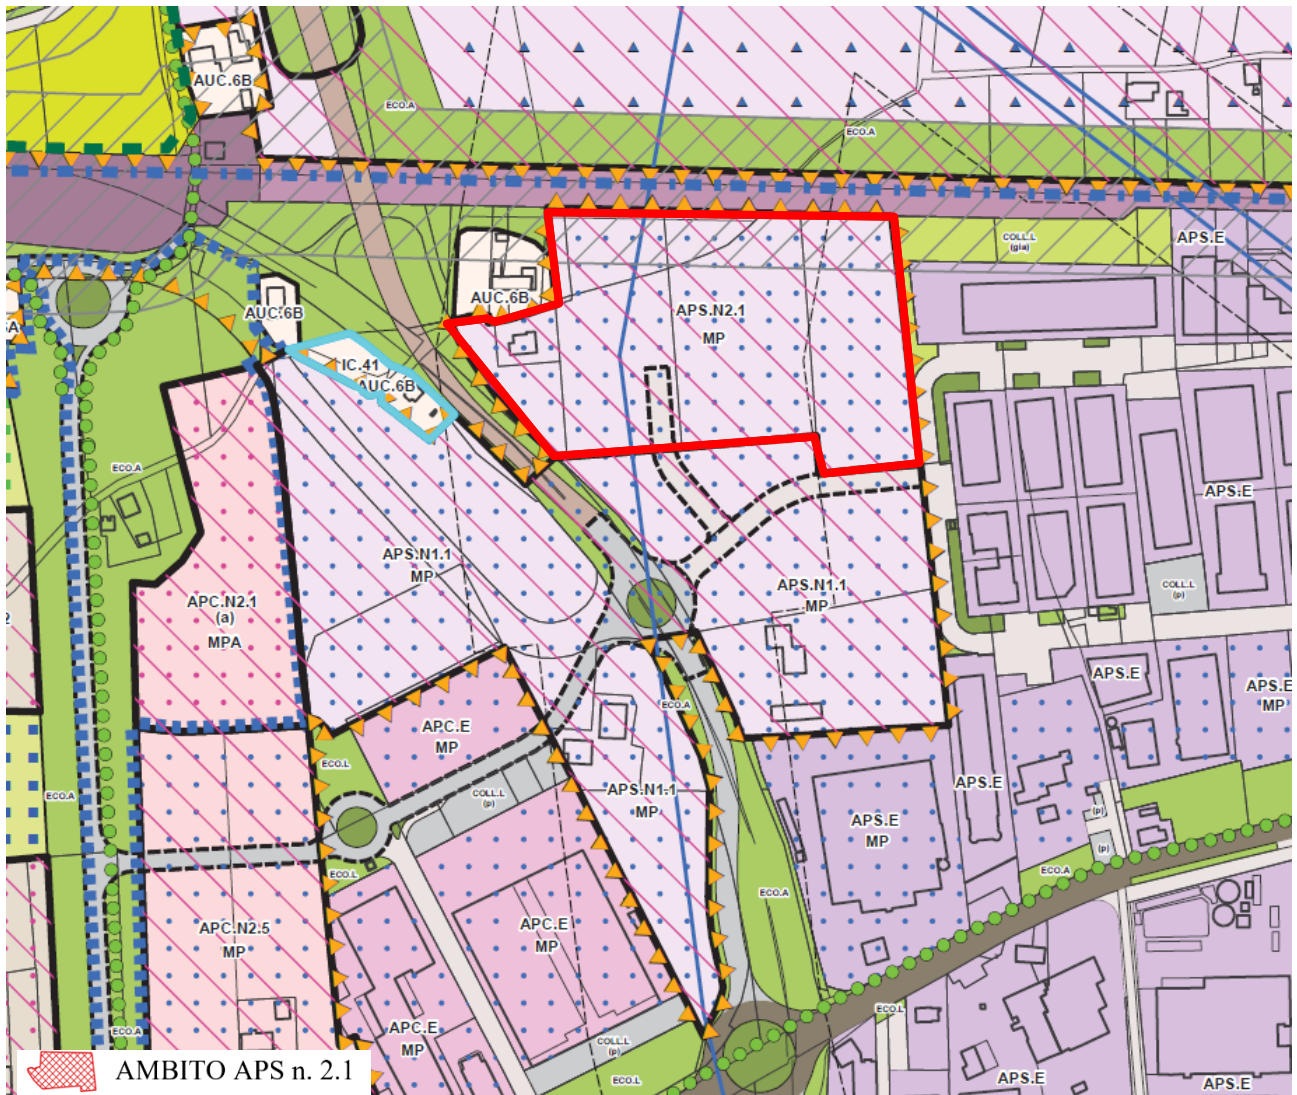 AUC.6B
ECO.A
ECO.A
COLL.L
(gia)
APS.E
AUC.6B
AUC.6B
APS.N2.1
MP
IC.41
AUC.6B
ECO.A
APS.E
APS.N1.1
MP
APS.N1.1
MP
COLL.L
(p)
APC.N2.1
(a)
MPA
APS.E
APS.E
MP
ECO.A
APC.E
MP
ECO.L
APS.N1.1
MP
APS.E
COLL.L
(p)
ECO.A
APS.E
MP
(p)
(p)
ECO.L
ECO.A
ECO.A
APC.N2.5
MP
APC.E
MP
ECO.L
APC.E
MP
ECO.A
COLL.L
(p)
ECO.L
APS.E
APS.E
AMBITO APS n. 2.1